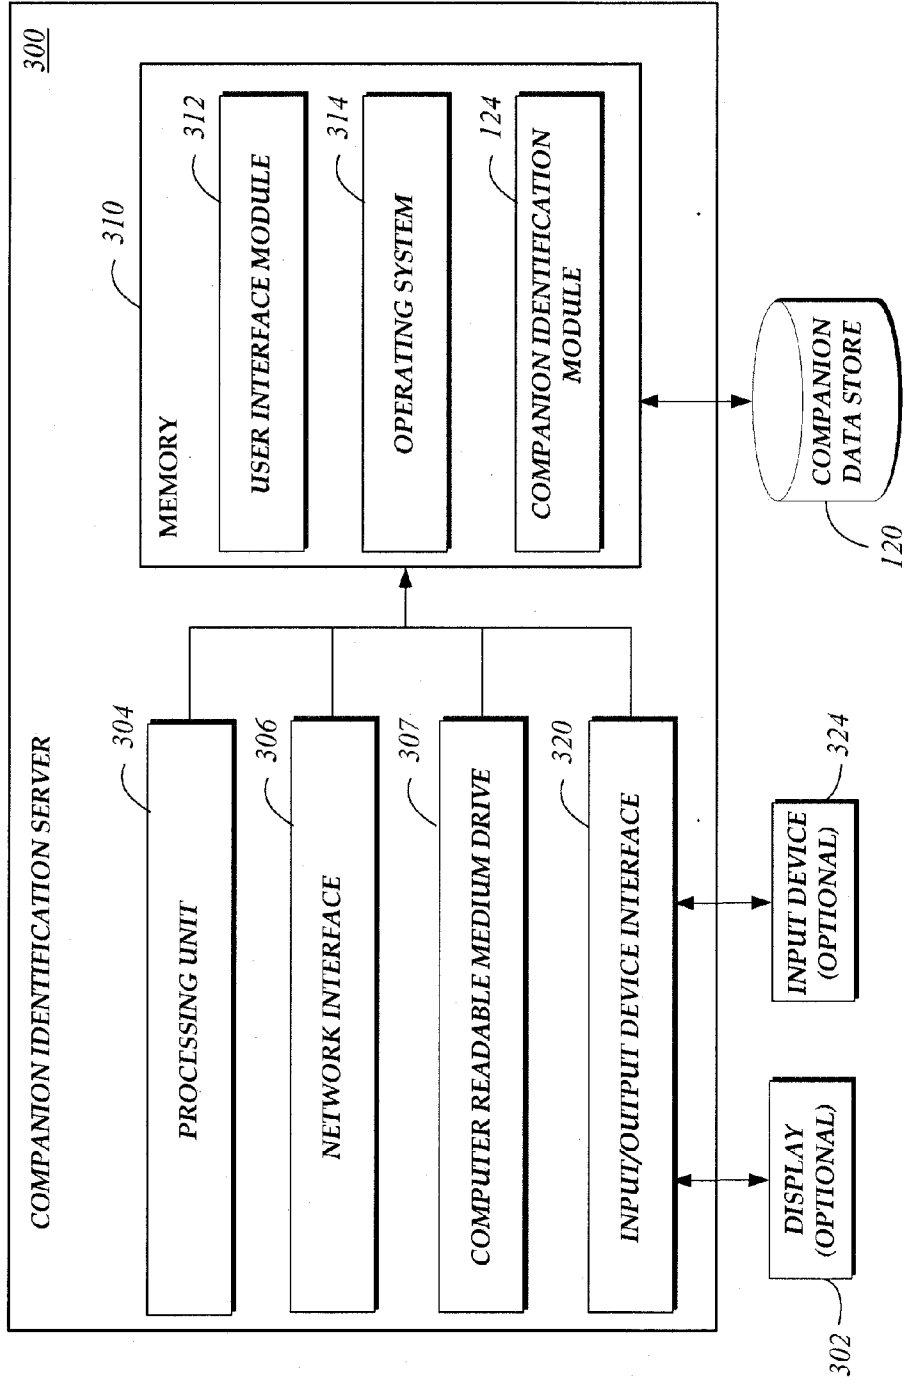 COMPANION IDENTIFICATION SERVER
300
304
PROCESSING UNIT
306
NETWORK INTERFACE
307
COMPUTER READABLE MEDIUM DRIVE
320
INPUT/OUTPUT DEVICE INTERFACE
310
MEMORY
312
USER INTERFACE MODULE
314
OPERATING SYSTEM
124
COMPANION IDENTIFICATION
MODULE
302
DISPLAY
(OPTIONAL)
324
INPUT DEVICE
(OPTIONAL)
120
COMPANION
DATA STORE